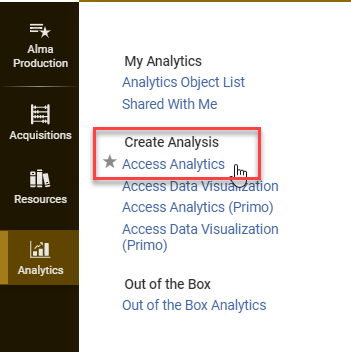 Alma
Production
Acquisitions
Resources
Analytics
My Analytics
Analytics Object List
Shared With Me
Create Analysis
Access Analytics
Access Data Visualization
Access Analytics (Primo)
Access Data Visualization
(Primo)
Out of the Box
Out of the Box Analytics